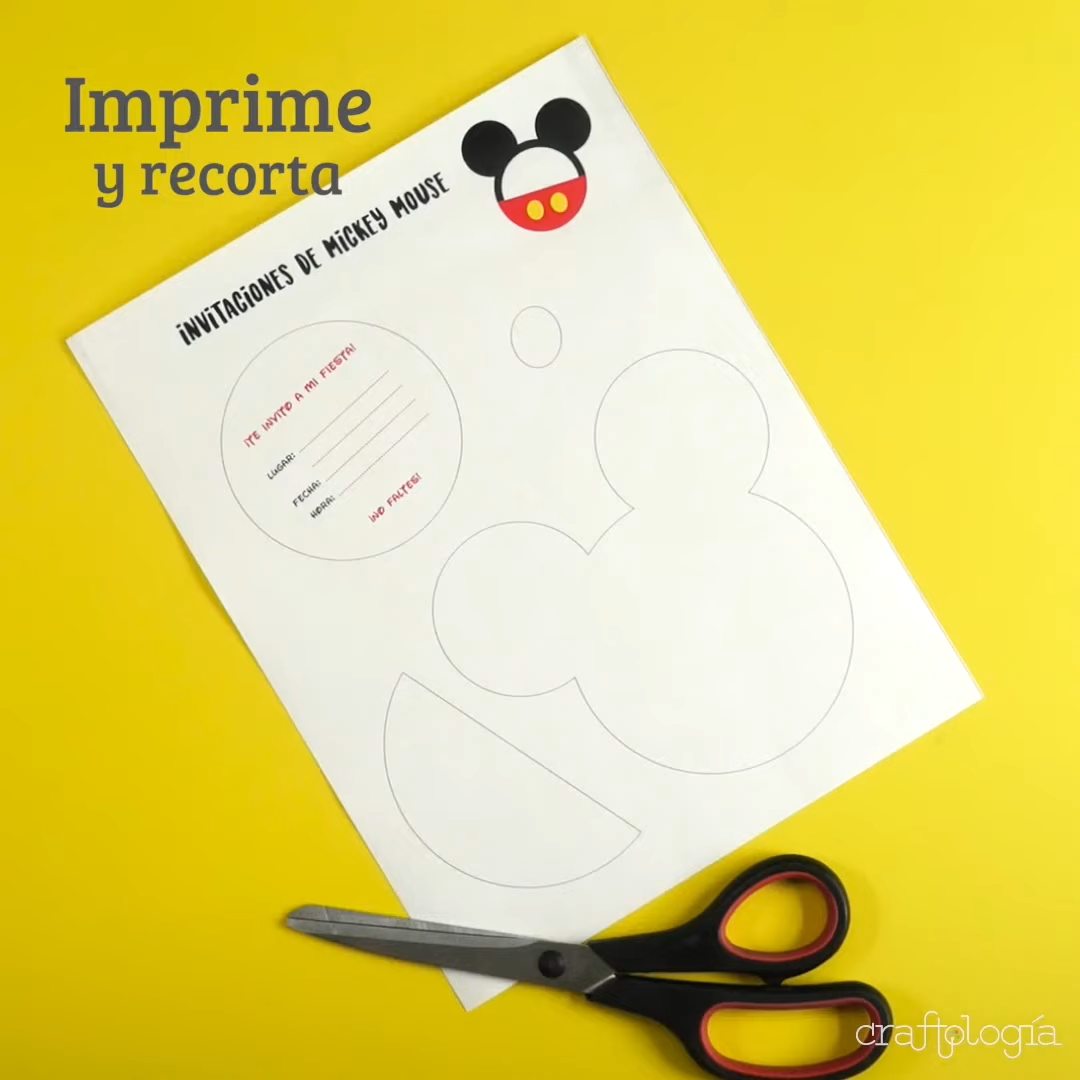 Imprime
y recorta
INVITACIONES DE MICKEY MOUSE
¡TE INVITO A MI FIESTA!
LUGAR:
FECHA:
HORA:
¡NO FALTES!
craftología